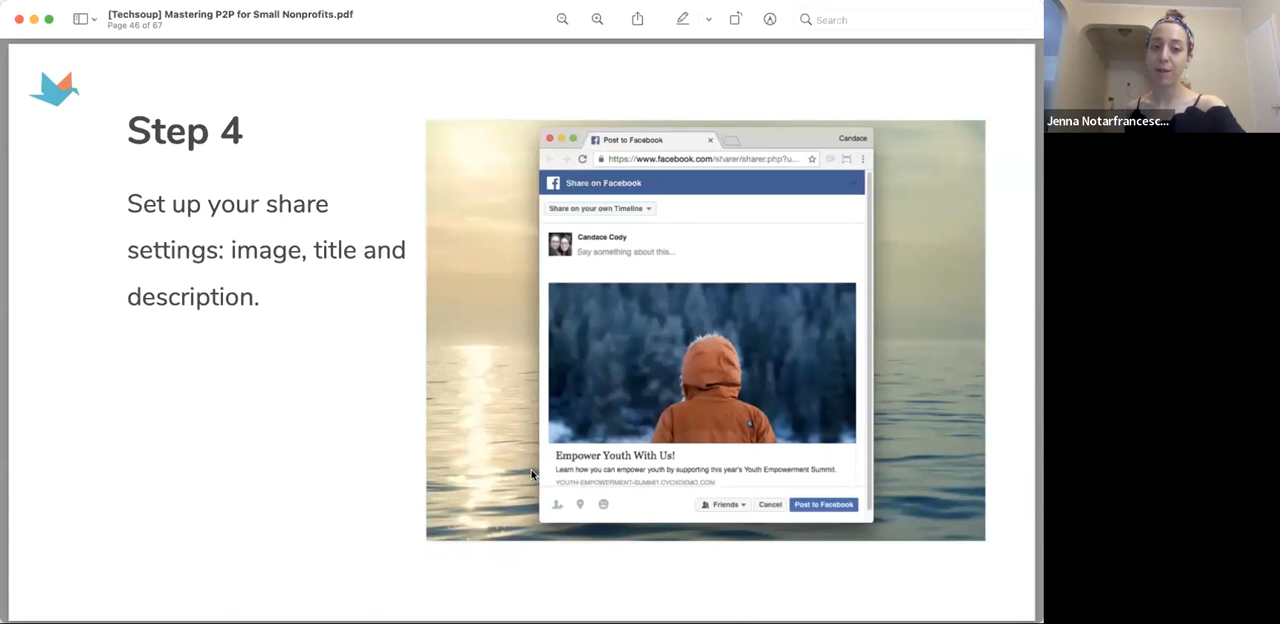 [Techsoup] Mastering P2P for Small Nonprofits.pdf
Page 46 of 67
Search
Jenna Notarfrancesc...
Step 4
Set up your share
settings: image, title and
description.
Post to Facebook
Candace
https://www.facebook.com/sharer/sharer.php?u...
Share on Facebook
Share on your own Timeline
Candace Cody
Say something about this...
Empower Youth With Us!
Learn how you can empower youth by supporting this year's Youth Empowerment Summit.
YOUTH-EMPOWERMENT-SUMMIT.CVOXDEMO.COM
Friends
Cancel
Post to Facebook